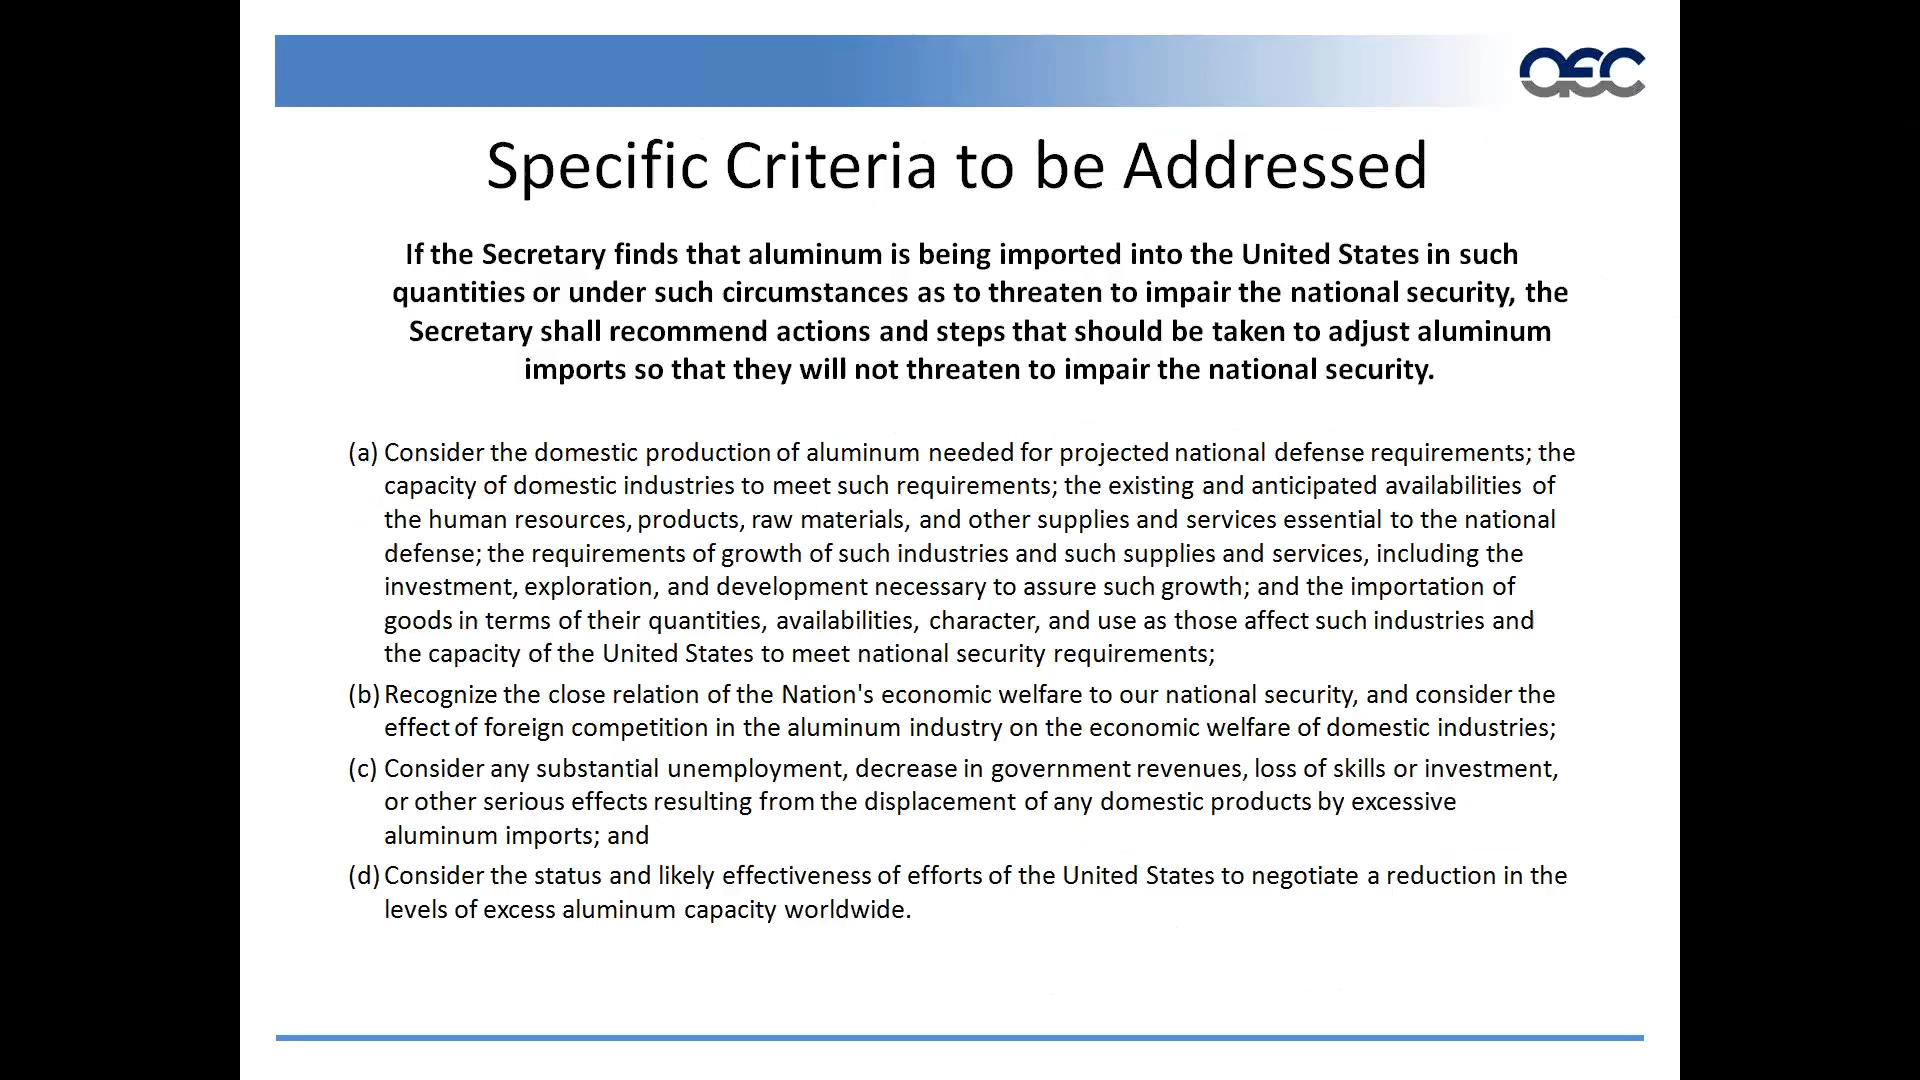 aec
Specific Criteria to be Addressed
If the Secretary finds that aluminum is being imported into the United States in such
quantities or under such circumstances as to threaten to impair the national security, the
Secretary shall recommend actions and steps that should be taken to adjust aluminum
imports so that they will not threaten to impair the national security.
(a) Consider the domestic production of aluminum needed for projected national defense requirements; the
capacity of domestic industries to meet such requirements; the existing and anticipated availabilities of
the human resources, products, raw materials, and other supplies and services essential to the national
defense; the requirements of growth of such industries and such supplies and services, including the
investment, exploration, and development necessary to assure such growth; and the importation of
goods in terms of their quantities, availabilities, character, and use as those affect such industries and
the capacity of the United States to meet national security requirements;
(b) Recognize the close relation of the Nation's economic welfare to our national security, and consider the
effect of foreign competition in the aluminum industry on the economic welfare of domestic industries;
(c) Consider any substantial unemployment, decrease in government revenues, loss of skills or investment,
or other serious effects resulting from the displacement of any domestic products by excessive
aluminum imports; and
(d) Consider the status and likely effectiveness of efforts of the United States to negotiate a reduction in the
levels of excess aluminum capacity worldwide.